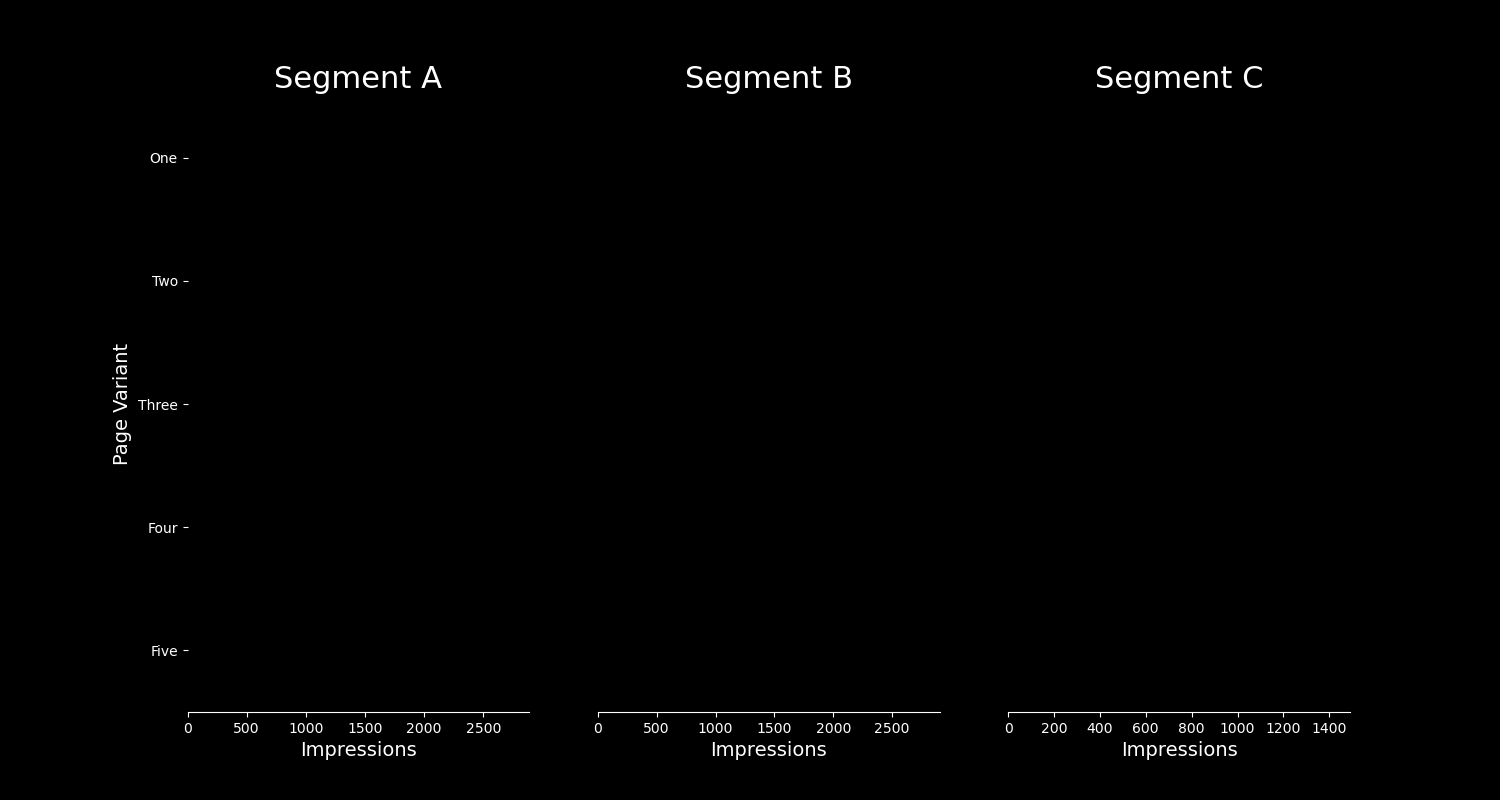 Segment A Segment B Segment C
One
Two
Three
Four
Five
Page Variant
0 500 1000 1500 2000 2500
0 500 1000 1500 2000 2500
0 200 400 600 800 1000 1200 1400
Impressions Impressions Impressions